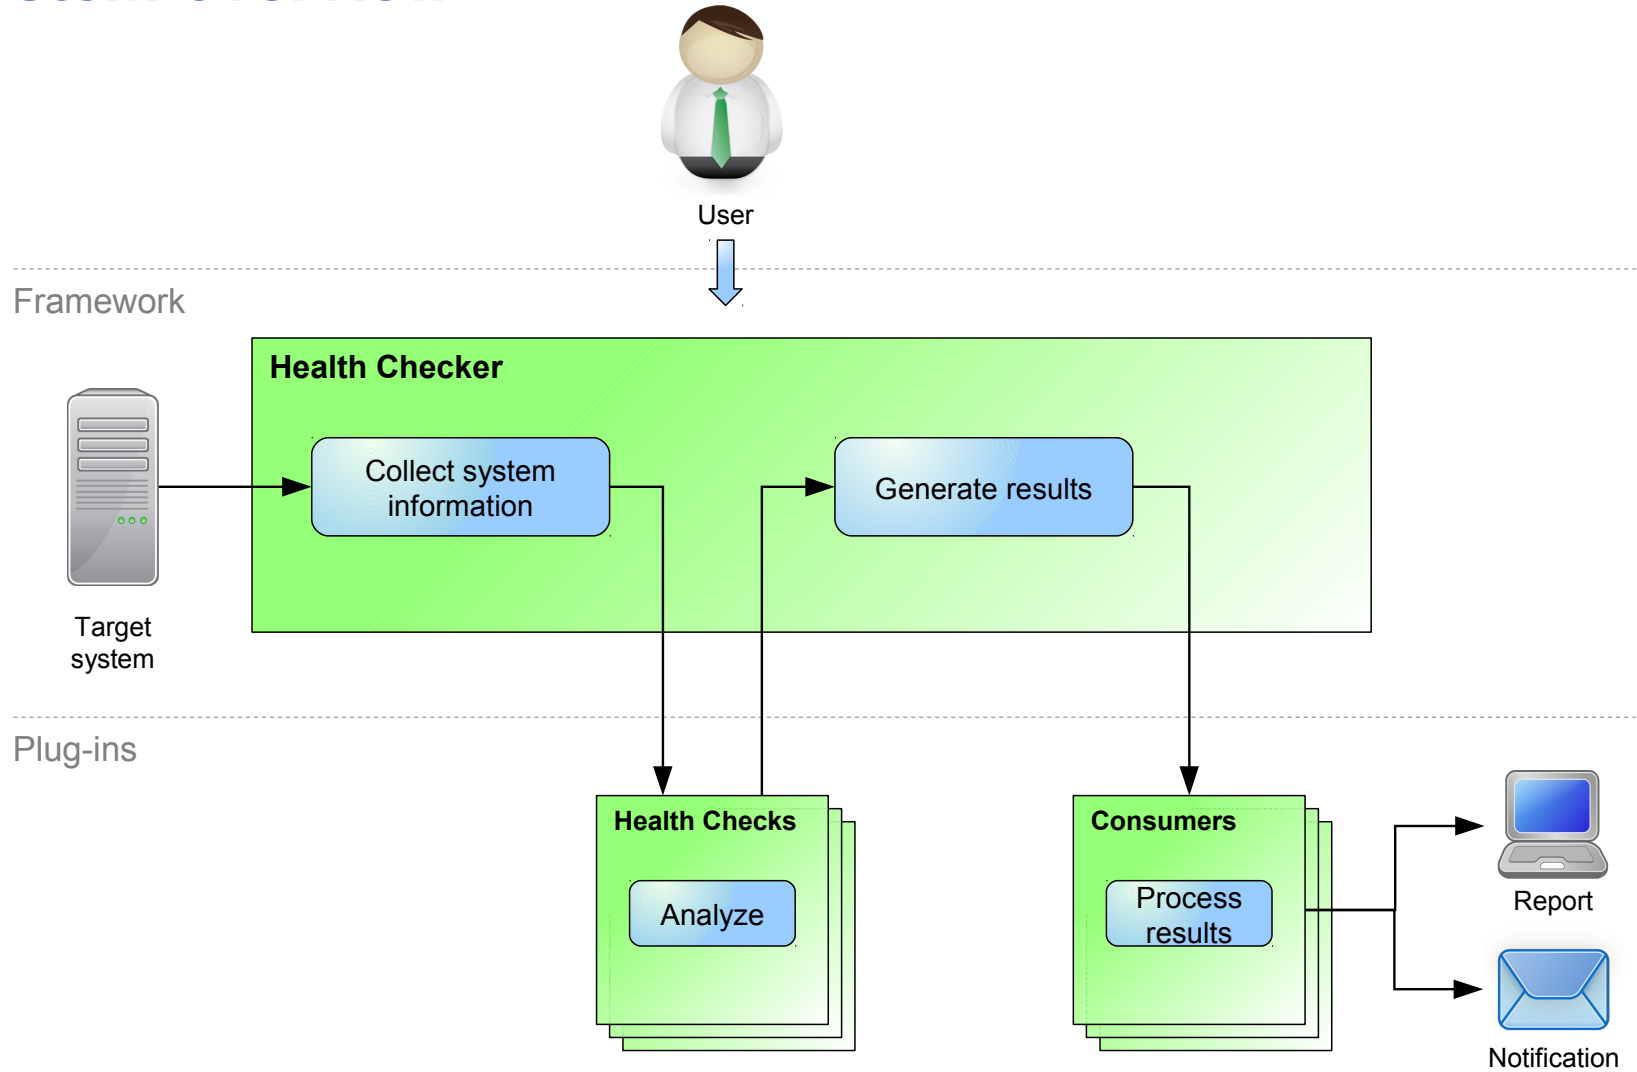 User
Framework
Health Checker
Collect system
information
Generate results
Target
system
Plug-ins
Health Checks
Analyze
Consumers
Process
results
Report
Notification